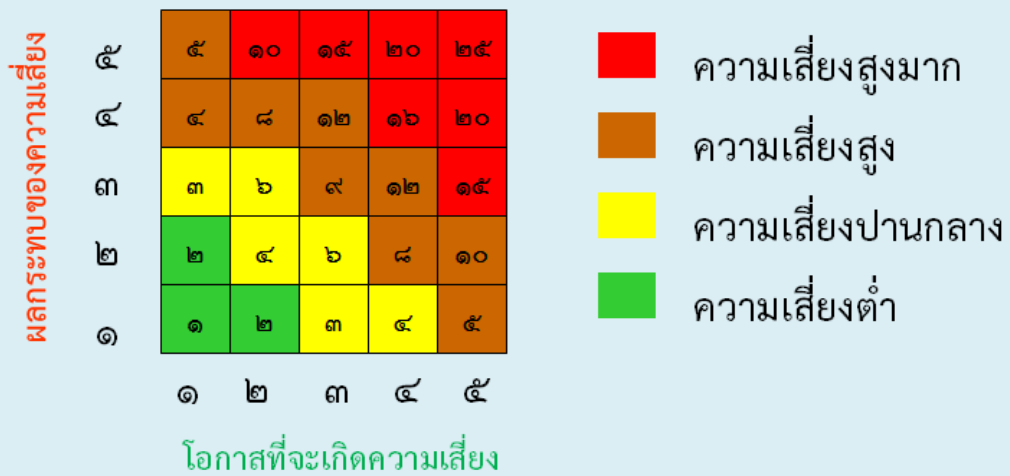 ผลกระทบของความเสี่ยง
๕ ๕ ๑๐ ๑๕ ๒๐ ๒๕
๔ ๔ ๘ ๑๒ ๑๖ ๒๐
๓ ๓ ๖ ๙ ๑๒ ๑๕
๒ ๒ ๔ ๖ ๘ ๑๐
๑ ๑ ๒ ๓ ๔ ๕
๑ ๒ ๓ ๔ ๕
โอกาสที่จะเกิดความเสี่ยง
ความเสี่ยงสูงมาก
ความเสี่ยงสูง
ความเสี่ยงปานกลาง
ความเสี่ยงต่ำ